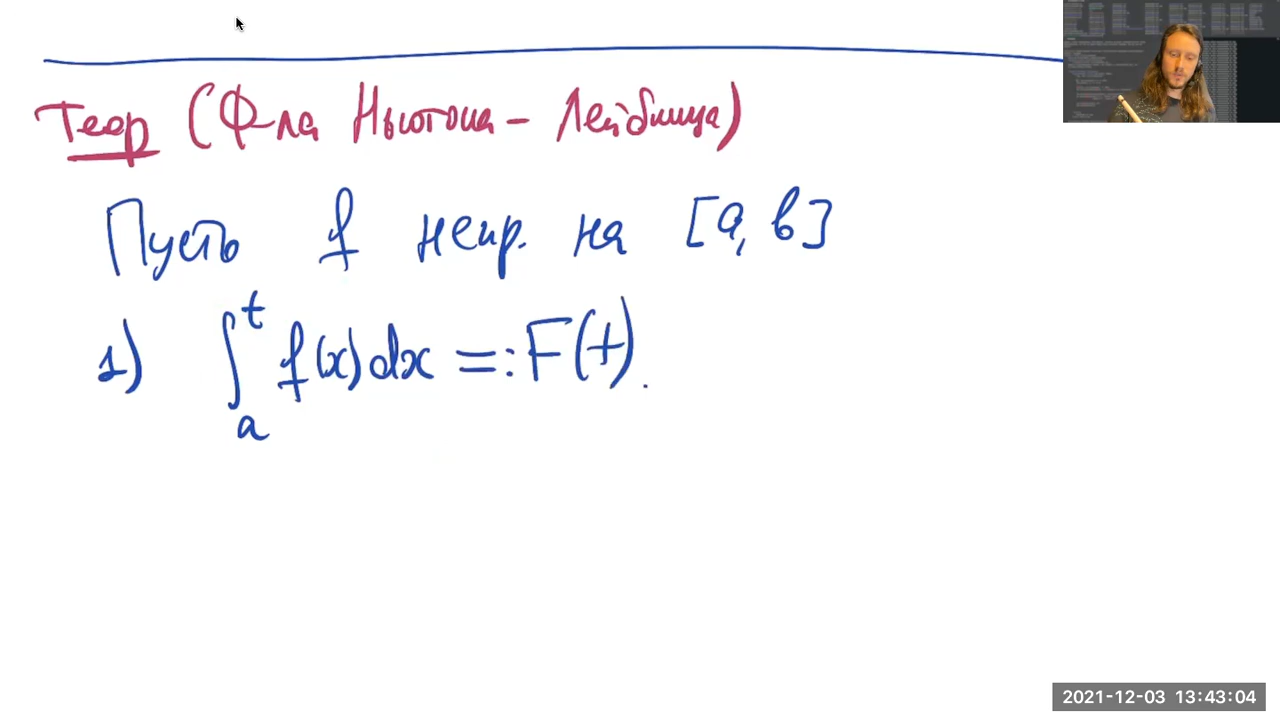 Теор (Ф-ла Ньютона - Лейбница)
Пусть f непр. на [a, b]
1) ∫ₐᵗ f(x)dx =: F(t).
2021-12-03 13:43:04